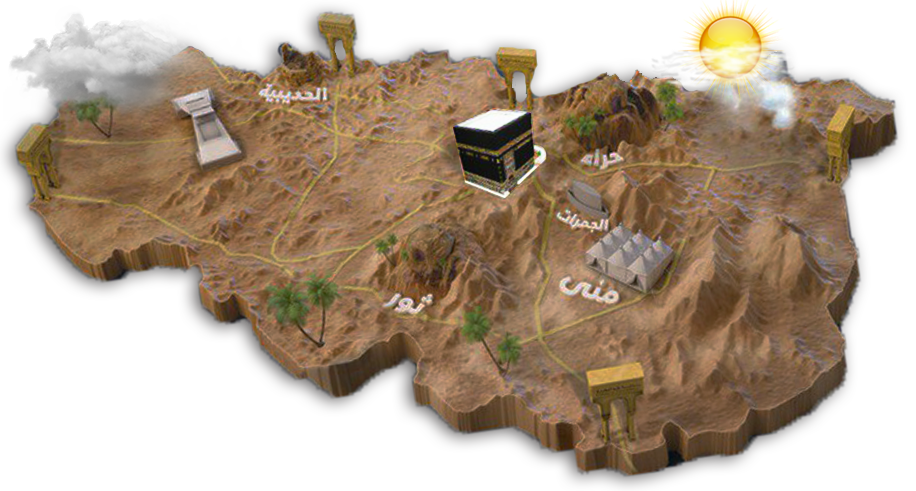 الحديبية
حراء
الجمرات
منى
ثور